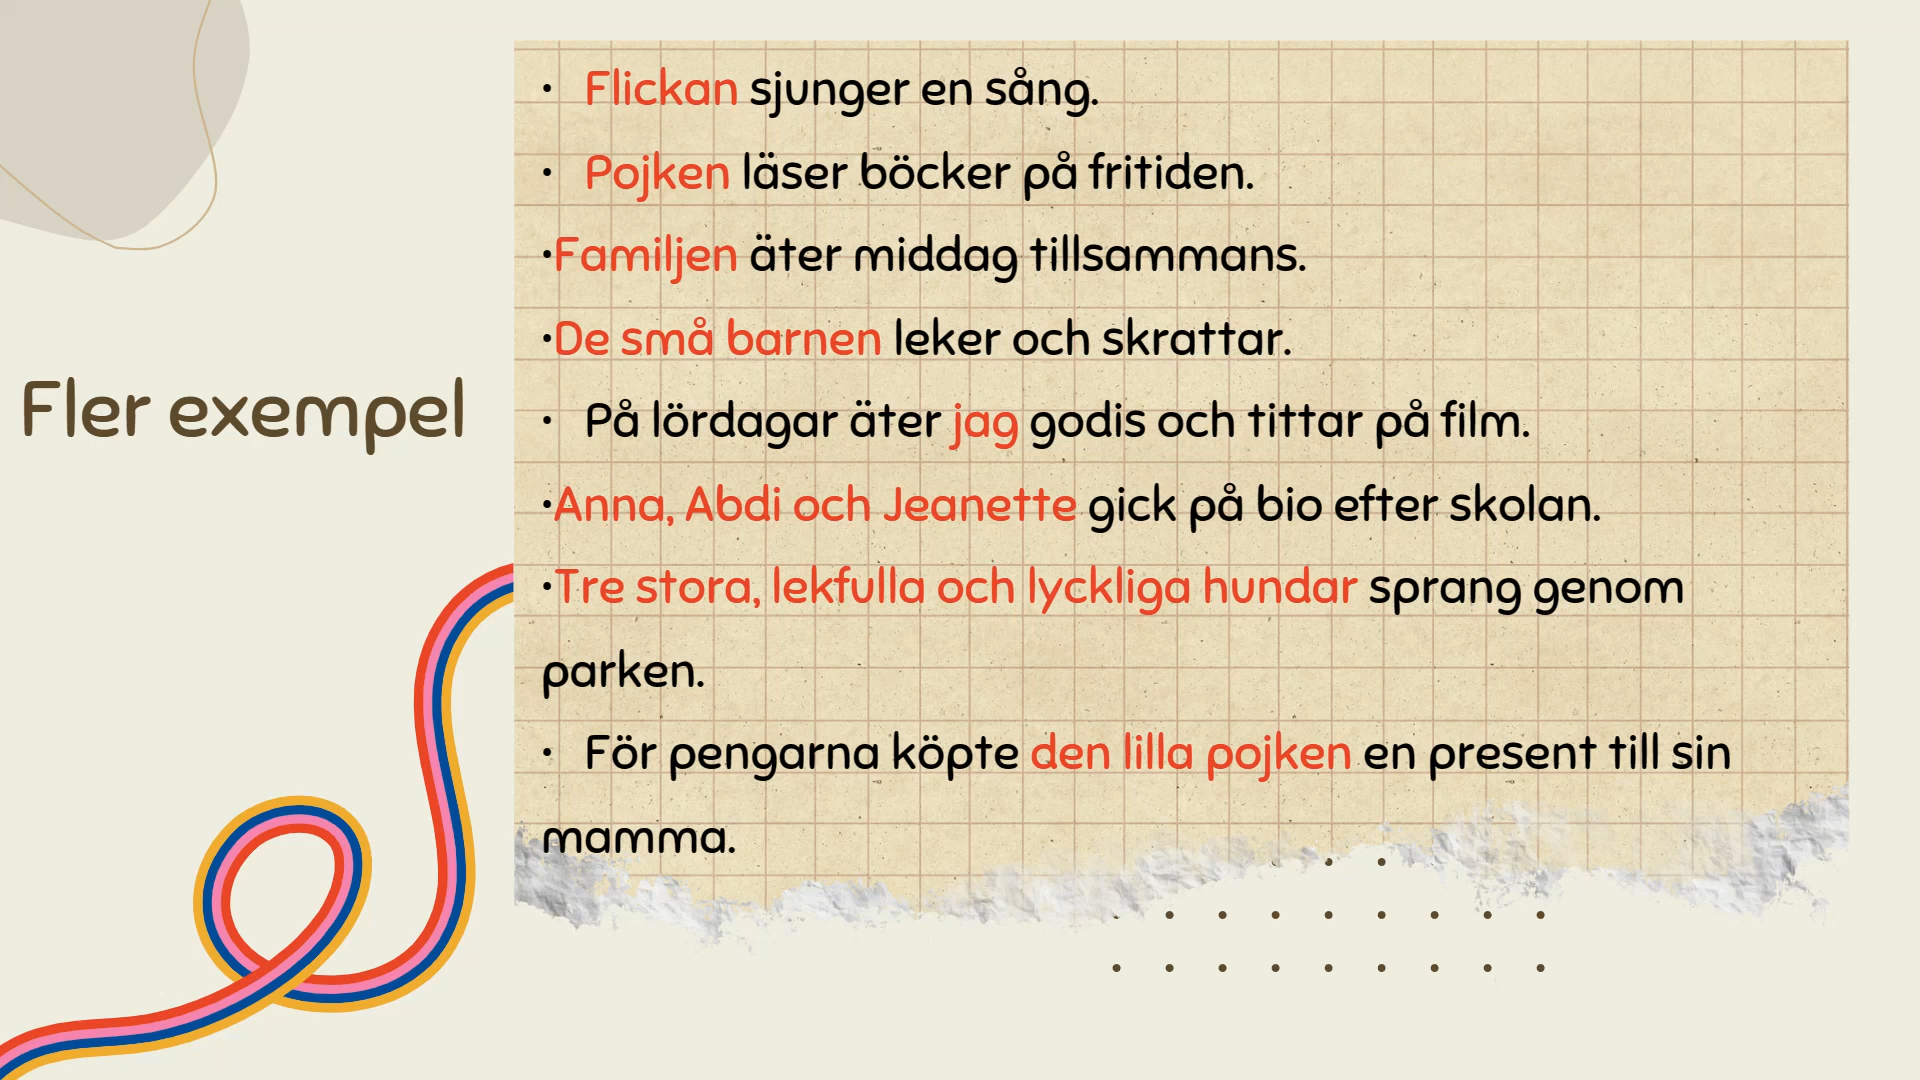 Fler exempel
• Flickan sjunger en sång.
• Pojken läser böcker på fritiden.
•Familjen äter middag tillsammans.
•De små barnen leker och skrattar.
• På lördagar äter jag godis och tittar på film.
•Anna, Abdi och Jeanette gick på bio efter skolan.
•Tre stora, lekfulla och lyckliga hundar sprang genom
parken.
• För pengarna köpte den lilla pojken en present till sin
mamma.